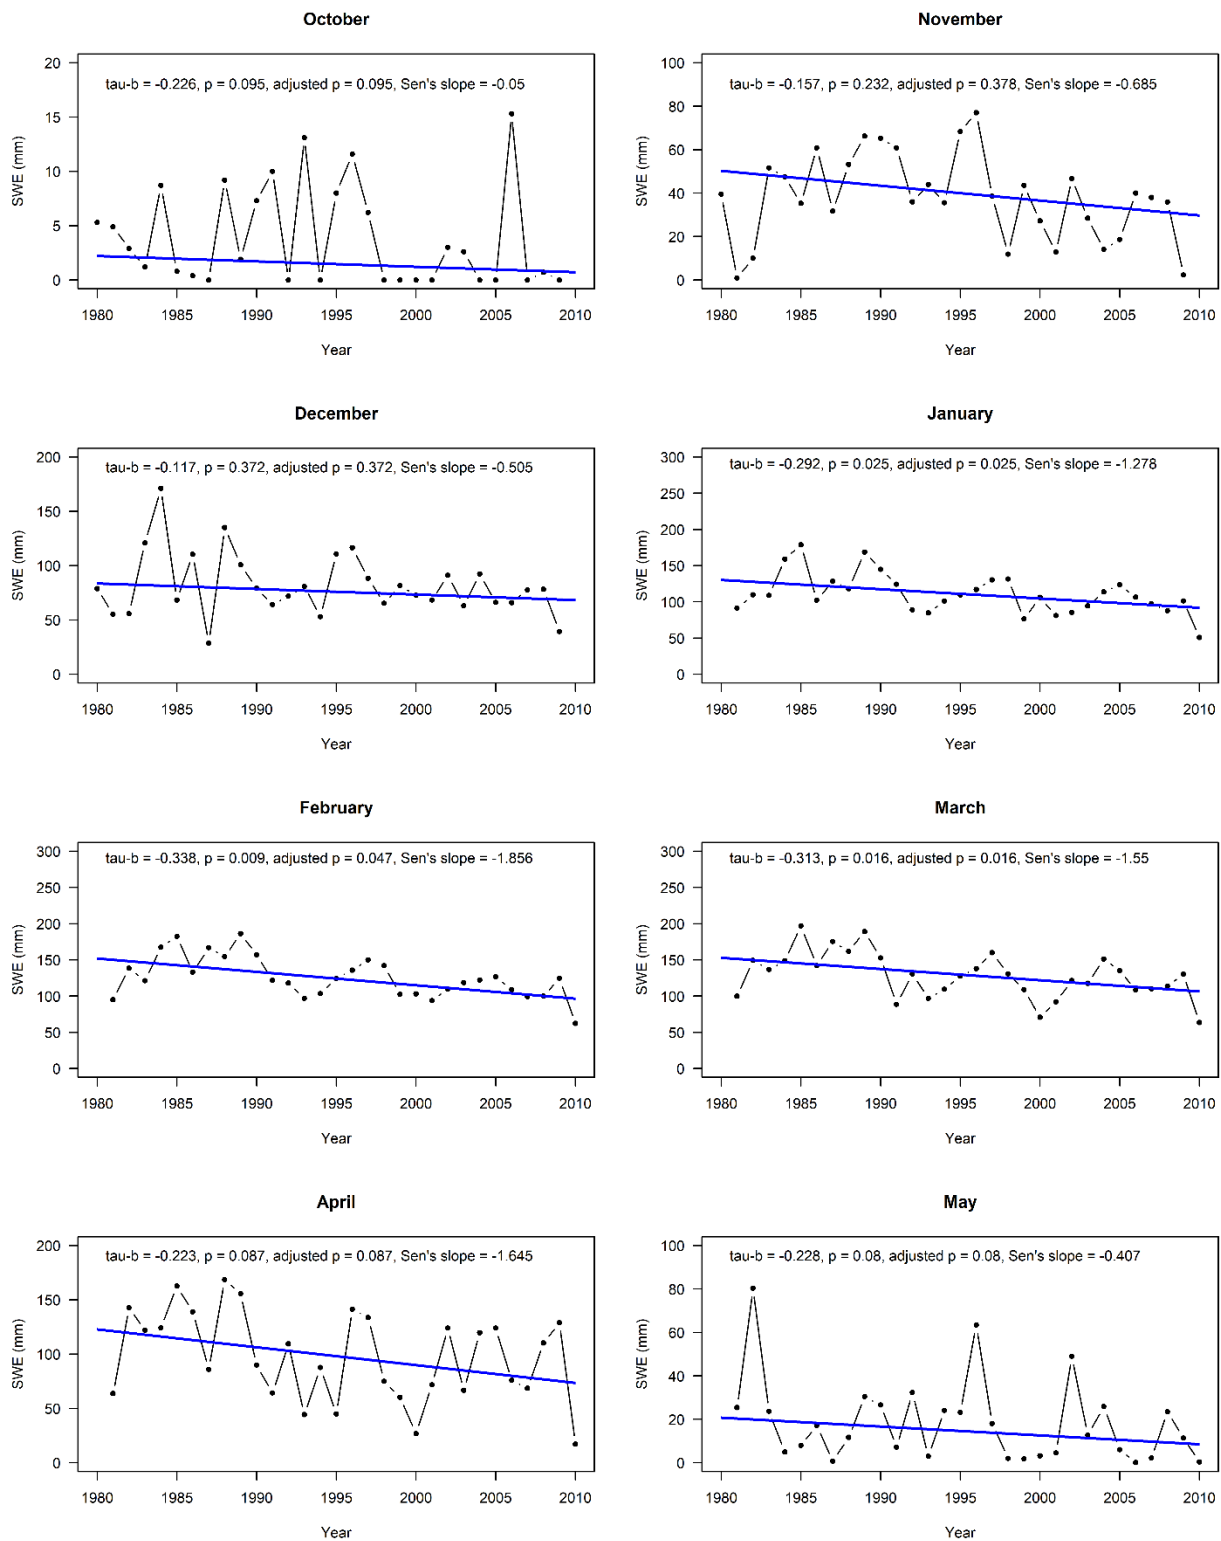 October
tau-b = -0.226, p = 0.095, adjusted p = 0.095, Sen's slope = -0.05
20
15
10
5
0
SWE (mm)
1980 1985 1990 1995 2000 2005 2010
Year
November
tau-b = -0.157, p = 0.232, adjusted p = 0.378, Sen's slope = -0.685
100
80
60
40
20
0
SWE (mm)
1980 1985 1990 1995 2000 2005 2010
Year
December
tau-b = -0.117, p = 0.372, adjusted p = 0.372, Sen's slope = -0.505
200
150
100
50
0
SWE (mm)
1980 1985 1990 1995 2000 2005 2010
Year
January
tau-b = -0.292, p = 0.025, adjusted p = 0.025, Sen's slope = -1.278
300
250
200
150
100
50
0
SWE (mm)
1980 1985 1990 1995 2000 2005 2010
Year
February
tau-b = -0.338, p = 0.009, adjusted p = 0.047, Sen's slope = -1.856
300
250
200
150
100
50
0
SWE (mm)
1980 1985 1990 1995 2000 2005 2010
Year
March
tau-b = -0.313, p = 0.016, adjusted p = 0.016, Sen's slope = -1.55
300
250
200
150
100
50
0
SWE (mm)
1980 1985 1990 1995 2000 2005 2010
Year
April
tau-b = -0.223, p = 0.087, adjusted p = 0.087, Sen's slope = -1.645
200
150
100
50
0
SWE (mm)
1980 1985 1990 1995 2000 2005 2010
Year
May
tau-b = -0.228, p = 0.08, adjusted p = 0.08, Sen's slope = -0.407
100
80
60
40
20
0
SWE (mm)
1980 1985 1990 1995 2000 2005 2010
Year